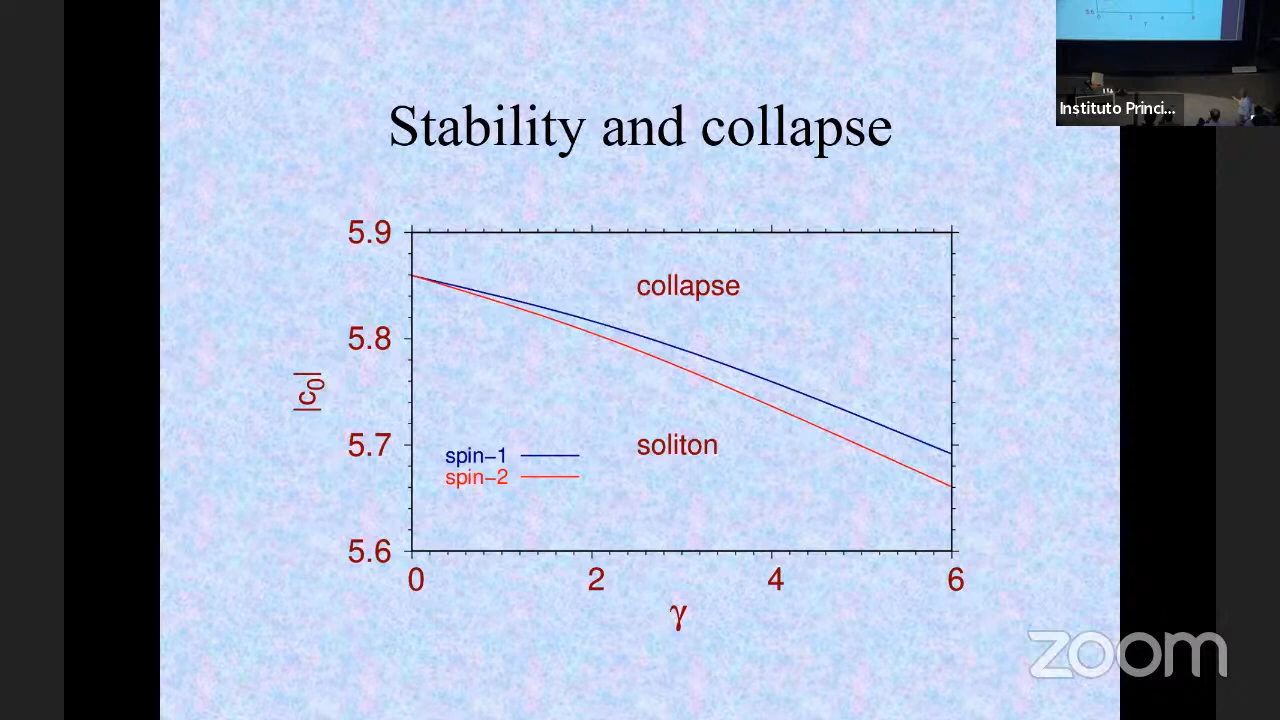 Instituto Princi...
Stability and collapse
5.9
5.8
5.7
5.6
|c0|
collapse
soliton
spin-1
spin-2
0 2 4 6
γ
zoom